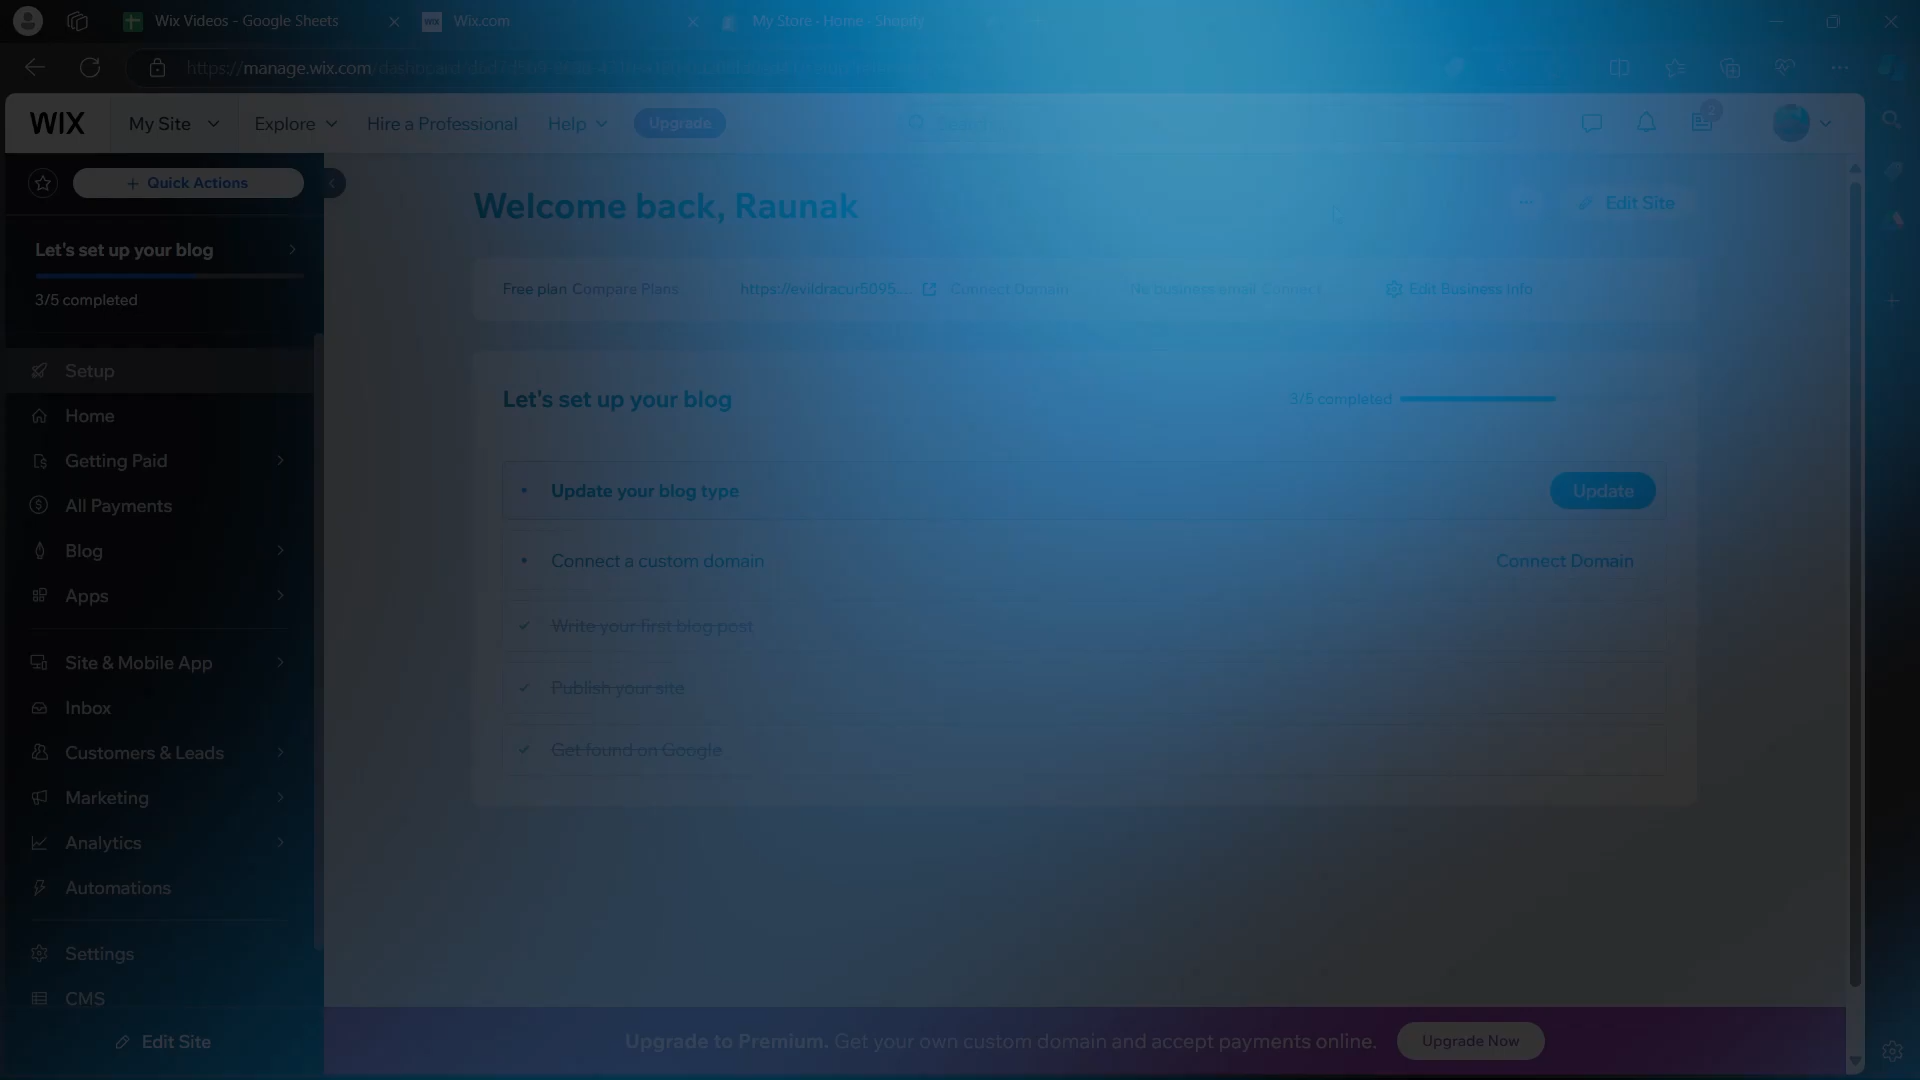 Wix Videos - Google Sheets
Wix.com
My Store - Home - Shopify
https://manage.wix.com
WIX
My Site
Explore
Hire a Professional
Help
Upgrade
+ Quick Actions
Let's set up your blog
3/5 completed
Setup
Home
Getting Paid
All Payments
Blog
Apps
Site & Mobile App
Inbox
Customers & Leads
Marketing
Analytics
Automations
Settings
CMS
Edit Site
Welcome back, Raunak
Edit Site
Free plan Compare Plans
https://evildracur5095....
Connect Domain
No business email Connect
Edit Business Info
Let's set up your blog
3/5 completed
Update your blog type
Update
Connect a custom domain
Connect Domain
Write your first blog post
Publish your site
Get found on Google
Upgrade to Premium. Get your own custom domain and accept payments online.
Upgrade Now